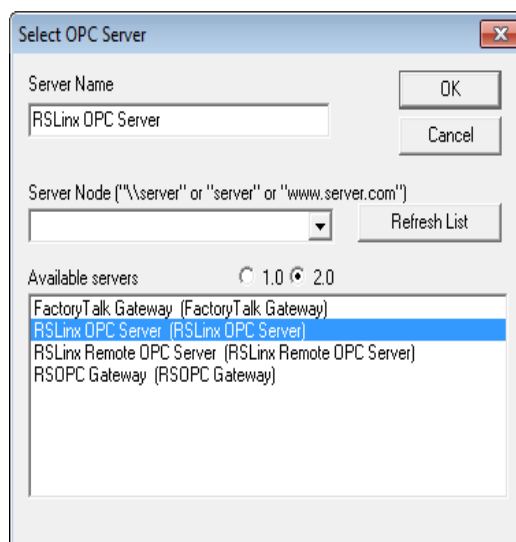 Select OPC Server
Server Name
OK
RSLinx OPC Server
Cancel
Server Node ("\\server" or "server" or "www.server.com")
Refresh List
Available servers 1.0 2.0
FactoryTalk Gateway (FactoryTalk Gateway)
RSLinx OPC Server (RSLinx OPC Server)
RSLinx Remote OPC Server (RSLinx Remote OPC Server)
RSOPC Gateway (RSOPC Gateway)